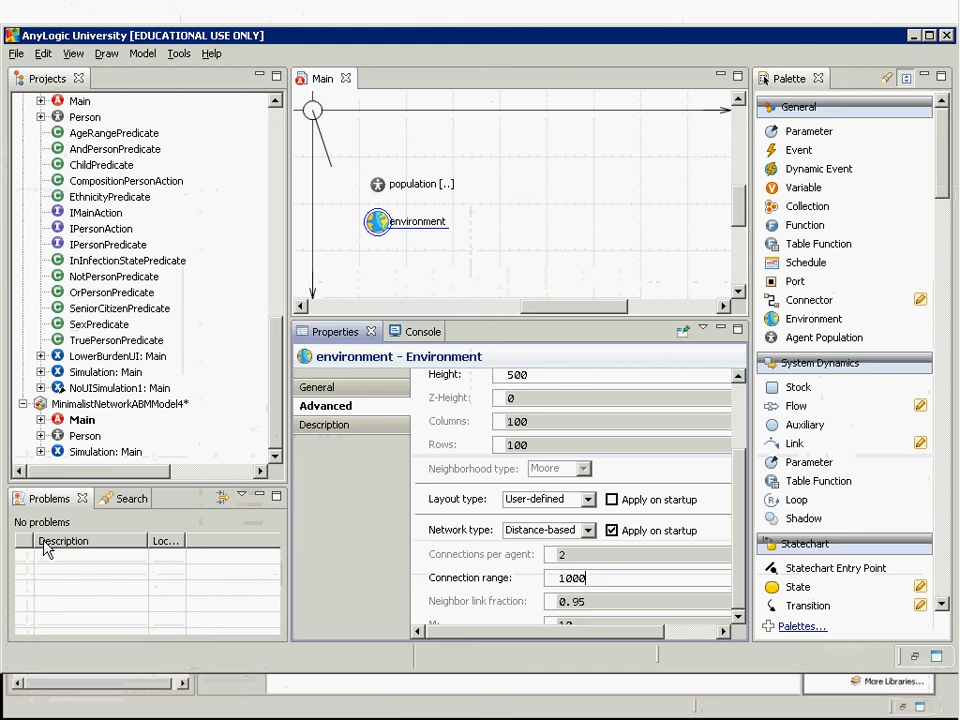 AnyLogic University [EDUCATIONAL USE ONLY]
File Edit View Draw Model Tools Help
Projects
Main
Person
AgeRangePredicate
AndPersonPredicate
ChildPredicate
CompositionPersonAction
EthnicityPredicate
IMainAction
IPersonAction
IPersonPredicate
InInfectionStatePredicate
NotPersonPredicate
OrPersonPredicate
SeniorCitizenPredicate
SexPredicate
TruePersonPredicate
LowerBurdenUI: Main
Simulation: Main
NoUISimulation1: Main
MinimalistNetworkABMModel4*
Main
Person
Simulation: Main
Problems Search
No problems
Description Loc...
Main
population [..]
environment
Properties Console
environment - Environment
General
Advanced
Description
Height: 500
Z-Height: 0
Columns: 100
Rows: 100
Neighborhood type: Moore
Layout type: User-defined Apply on startup
Network type: Distance-based Apply on startup
Connections per agent: 2
Connection range: 1000
Neighbor link fraction: 0.95
Palette
General
Parameter
Event
Dynamic Event
Variable
Collection
Function
Table Function
Schedule
Port
Connector
Environment
Agent Population
System Dynamics
Stock
Flow
Auxiliary
Link
Parameter
Table Function
Loop
Shadow
Statechart
Statechart Entry Point
State
Transition
Palettes...
More Libraries...